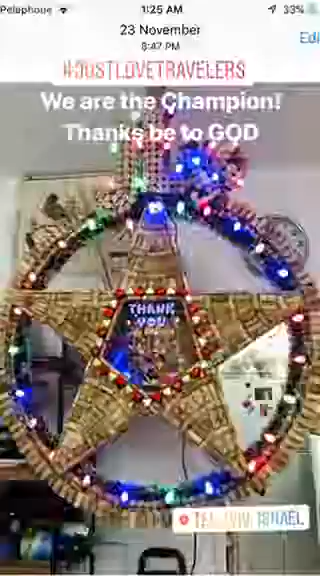 Pelephone 1:25 AM 33%
23 November
8:47 PM
Edi
#JUSTLOVETRAVELERS
We are the Champion!
Thanks be to GOD
THANK
YOU
TEL AVIV, ISRAEL